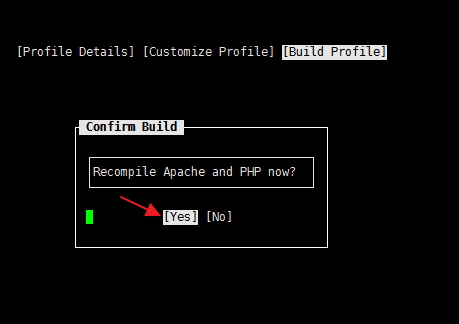 [Profile Details] [Customize Profile] [Build Profile]
Confirm Build
Recompile Apache and PHP now?
[Yes] [No]